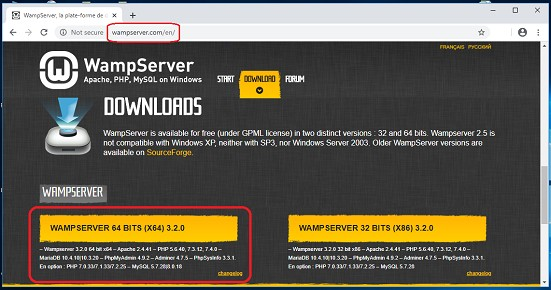 WampServer, la plate-forme de d
Not secure
wampserver.com/en/
FRANÇAIS РУССКИЙ
WampServer
Apache, PHP, MySQL on Windows
START DOWNLOAD FORUM
DOWNLOADS
WampServer is available for free (under GPML license) in two distinct versions : 32 and 64 bits. Wampserver 2.5 is
not compatible with Windows XP, neither with SP3, nor Windows Server 2003. Older WampServer versions are
available on SourceForge.
WAMPSERVER
WAMPSERVER 64 BITS (X64) 3.2.0
– Wampserver 3.2.0 64 bit x64 – Apache 2.4.41 – PHP 5.6.40, 7.3.12, 7.4.0 –
MariaDB 10.4.10|10.3.20 – PhpMyAdmin 4.9.2 – Adminer 4.7.5 – PhpSysInfo 3.3.1.
En option : PHP 7.0.33/7.1.33/7.2.25 – MySQL 5.7.28|8.0.18
changelog
WAMPSERVER 32 BITS (X86) 3.2.0
– Wampserver 3.2.0 32 bit x86 – Apache 2.4.41 – PHP 5.6.40, 7.3.12, 7.4.0 –
MariaDB 10.4.10|10.3.20 – PhpMyAdmin 4.9.2 – Adminer 4.7.5 – PhpSysInfo 3.3.1.
En option : PHP 7.0.33/7.1.33/7.2.25 – MySQL 5.7.28
changelog